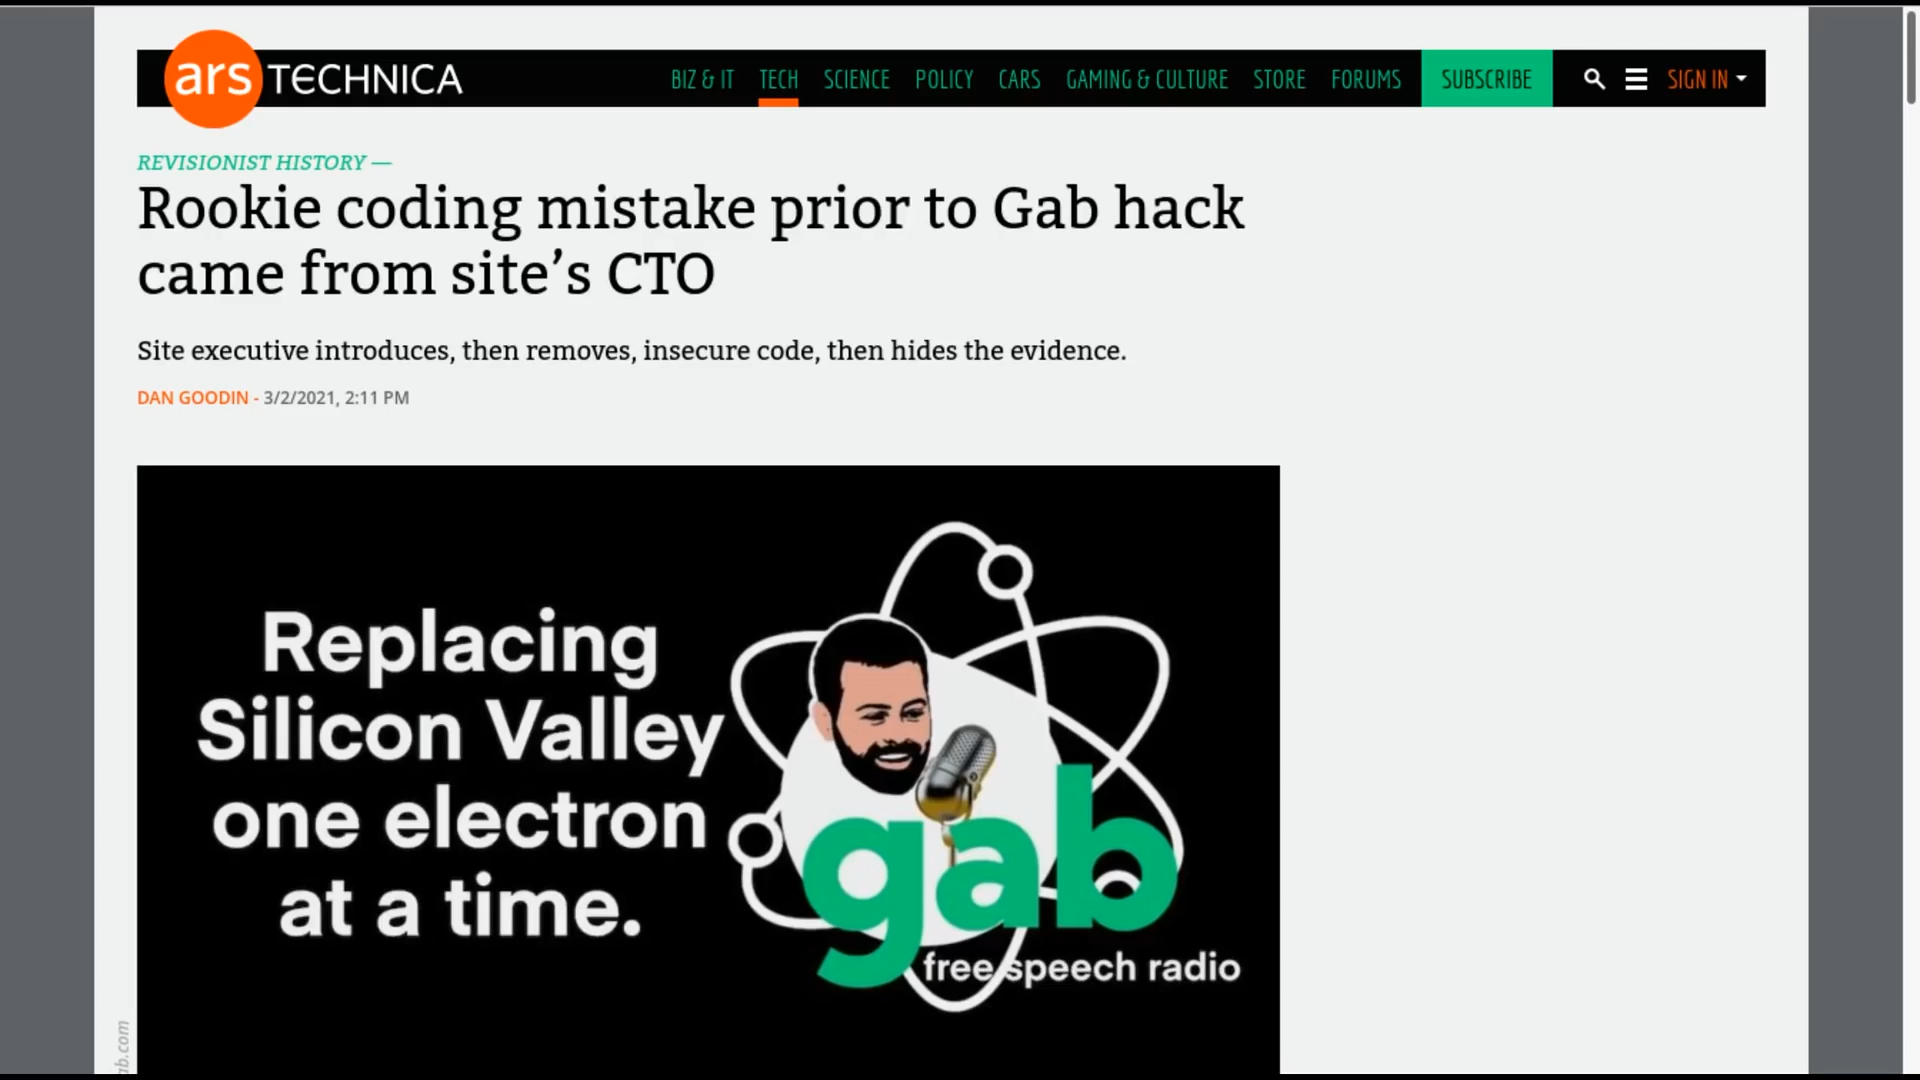 ars TECHNICA
BIZ & IT TECH SCIENCE POLICY CARS GAMING & CULTURE STORE FORUMS SUBSCRIBE SIGN IN
REVISIONIST HISTORY —
Rookie coding mistake prior to Gab hack
came from site’s CTO
Site executive introduces, then removes, insecure code, then hides the evidence.
DAN GOODIN - 3/2/2021, 2:11 PM
Replacing
Silicon Valley
one electron
at a time.
gab
free speech radio